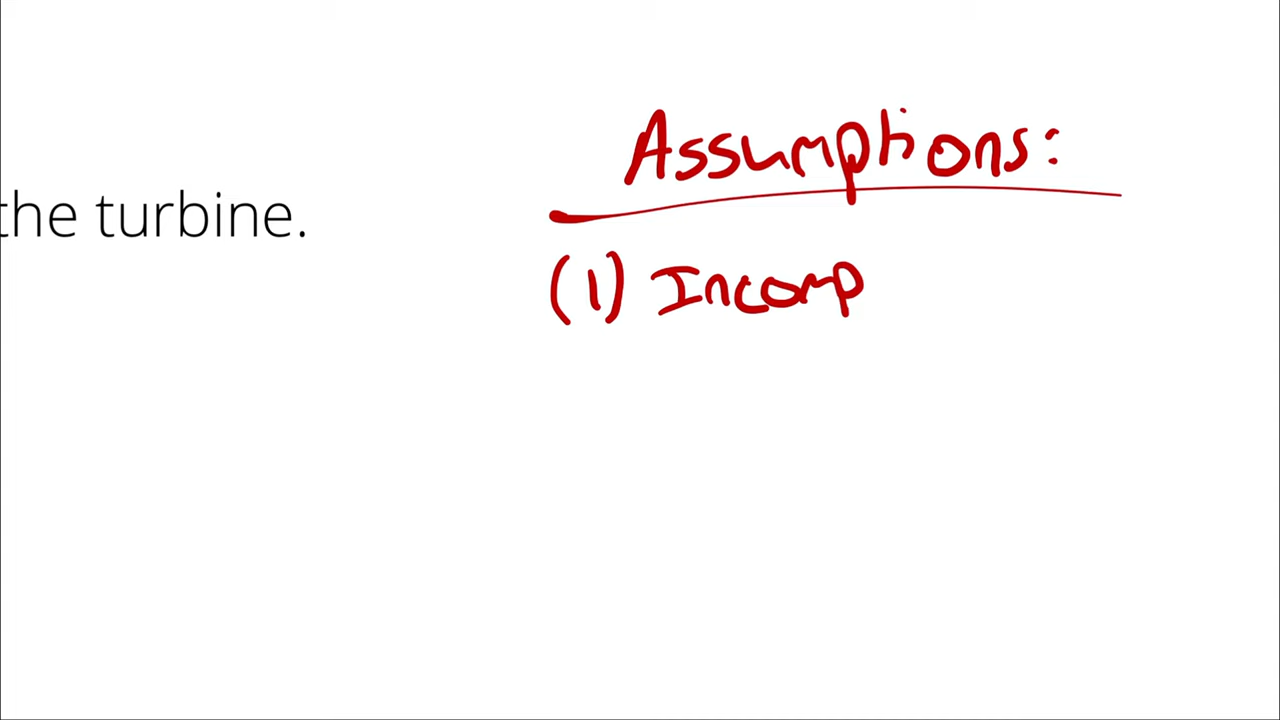 Assumptions:
the turbine.
(1) Incomp